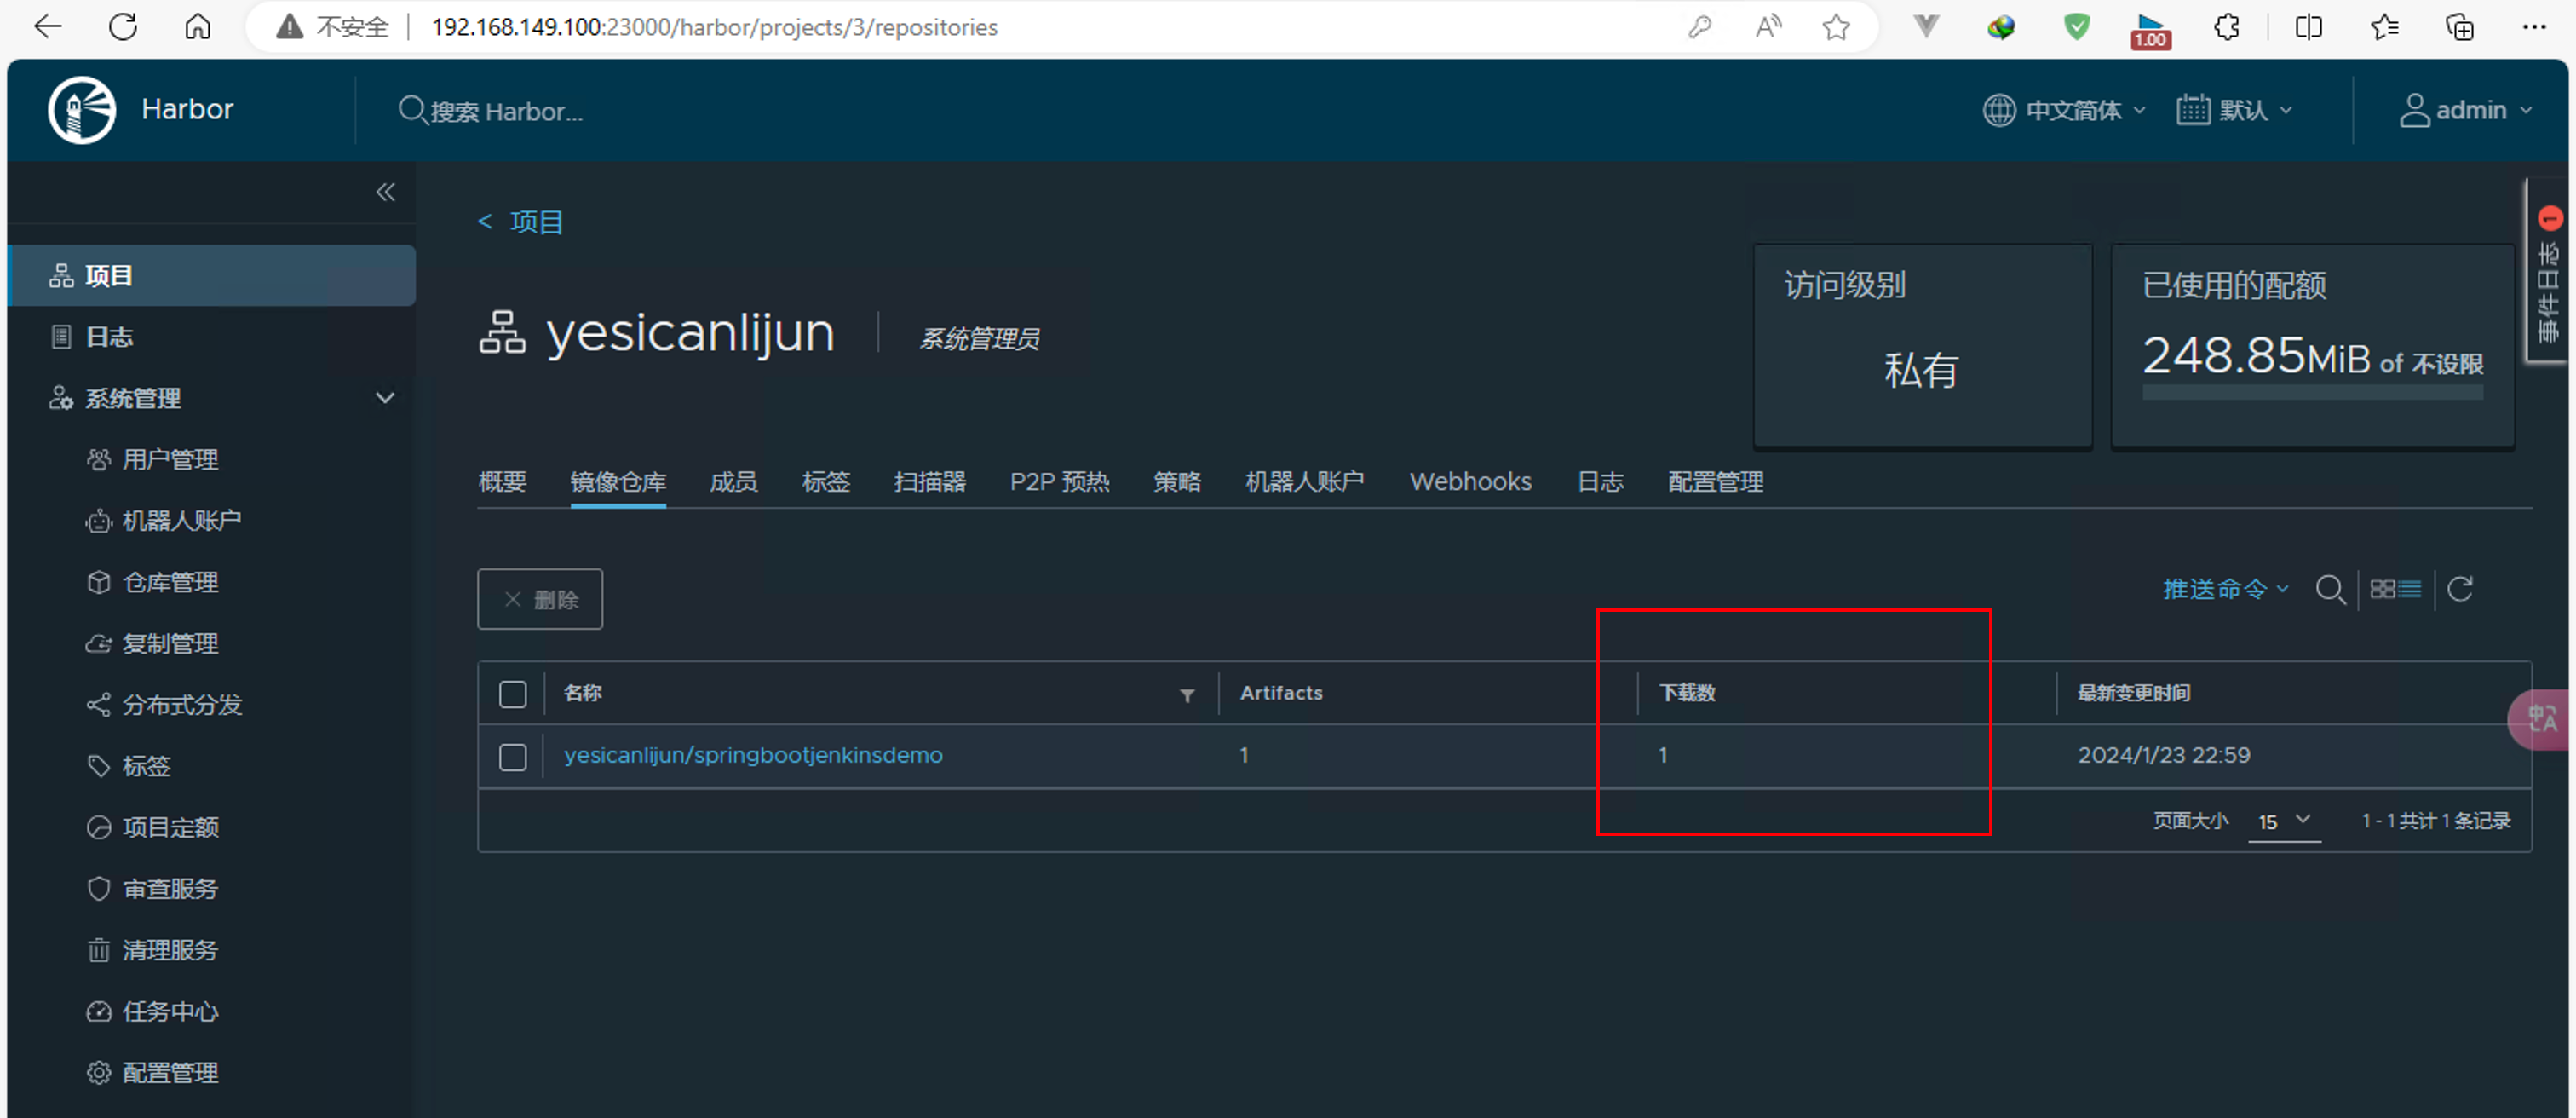 不安全 192.168.149.100:23000/harbor/projects/3/repositories
1.00
Harbor 搜索 Harbor... 中文简体 默认 admin
< 项目
项目
日志
系统管理
用户管理
机器人账户
仓库管理
复制管理
分布式分发
标签
项目定额
审查服务
清理服务
任务中心
配置管理
yesicanlijun 系统管理员
访问级别
私有
已使用的配额
248.85MiB of 不设限
1
事件日志
概要 镜像仓库 成员 标签 扫描器 P2P 预热 策略 机器人账户 Webhooks 日志 配置管理
删除
推送命令
名称 Artifacts 下载数 最新变更时间
yesicanlijun/springbootjenkinsdemo 1 1 2024/1/23 22:59
页面大小 15 1 - 1 共计 1 条记录
中A